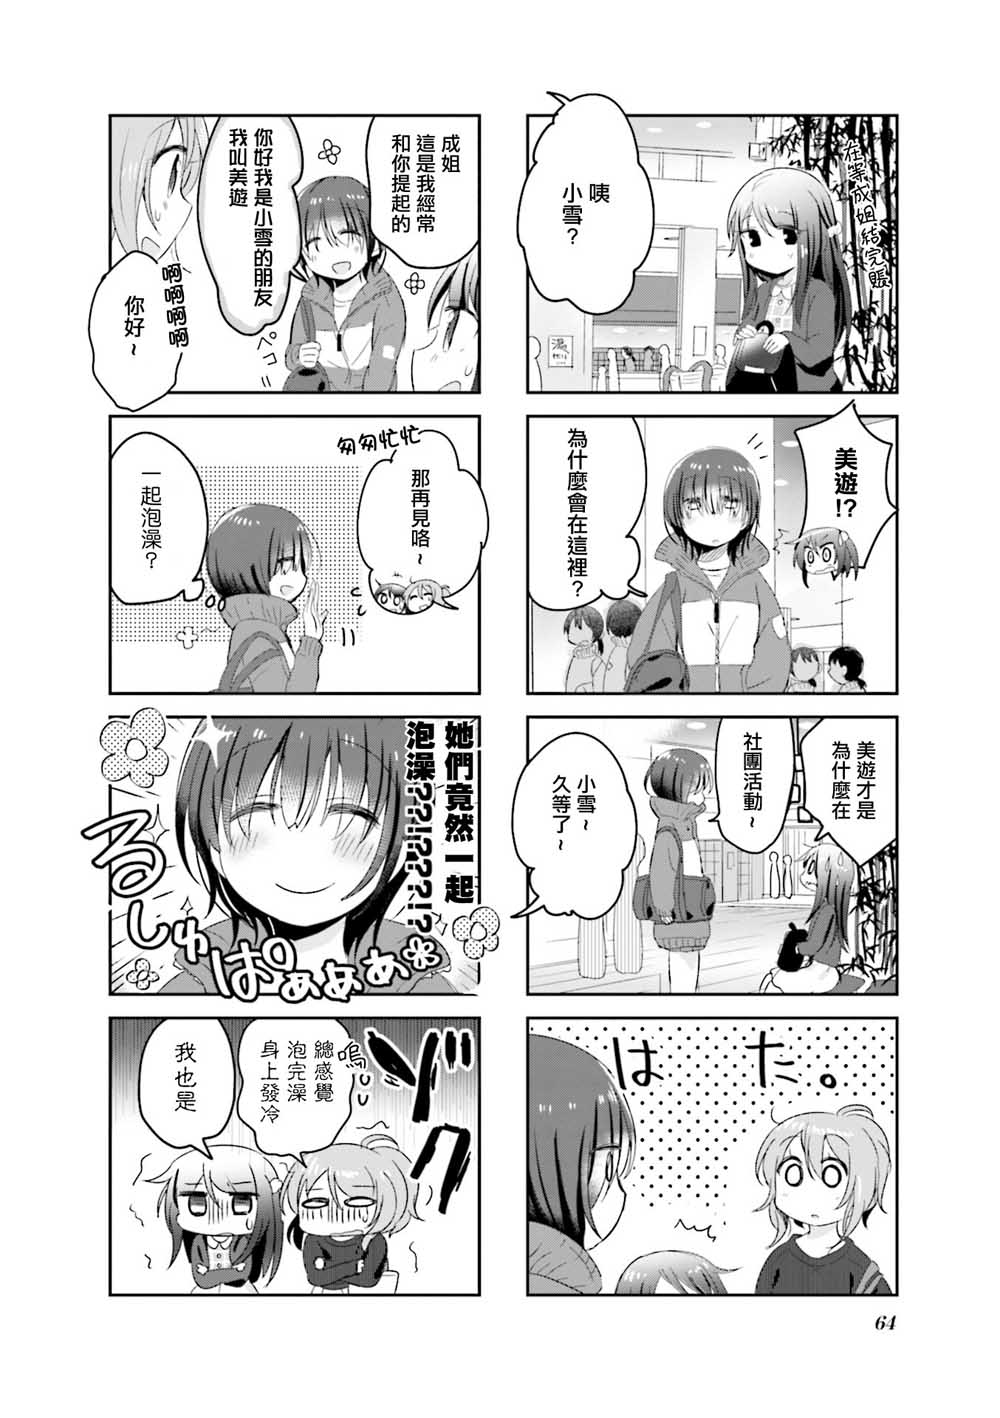 在等成姐結完賬
咦
小雪?
湯
美遊!?
為什麼會在這裡?
美遊才是
為什麼在
社團活動~
小雪~
久等了~
はた。
成姐
這是我經常
和你提起的
你好我是小雪的朋友
我叫美遊
ペコ
啊啊啊啊
你好~
匆匆忙忙
那再見咯~
一起泡澡?
她們竟然一起
泡澡??!???!?
るしゅぱぁぁぁ
ゾクッ
嗚
總感覺
泡完澡
身上發冷
我也是
64